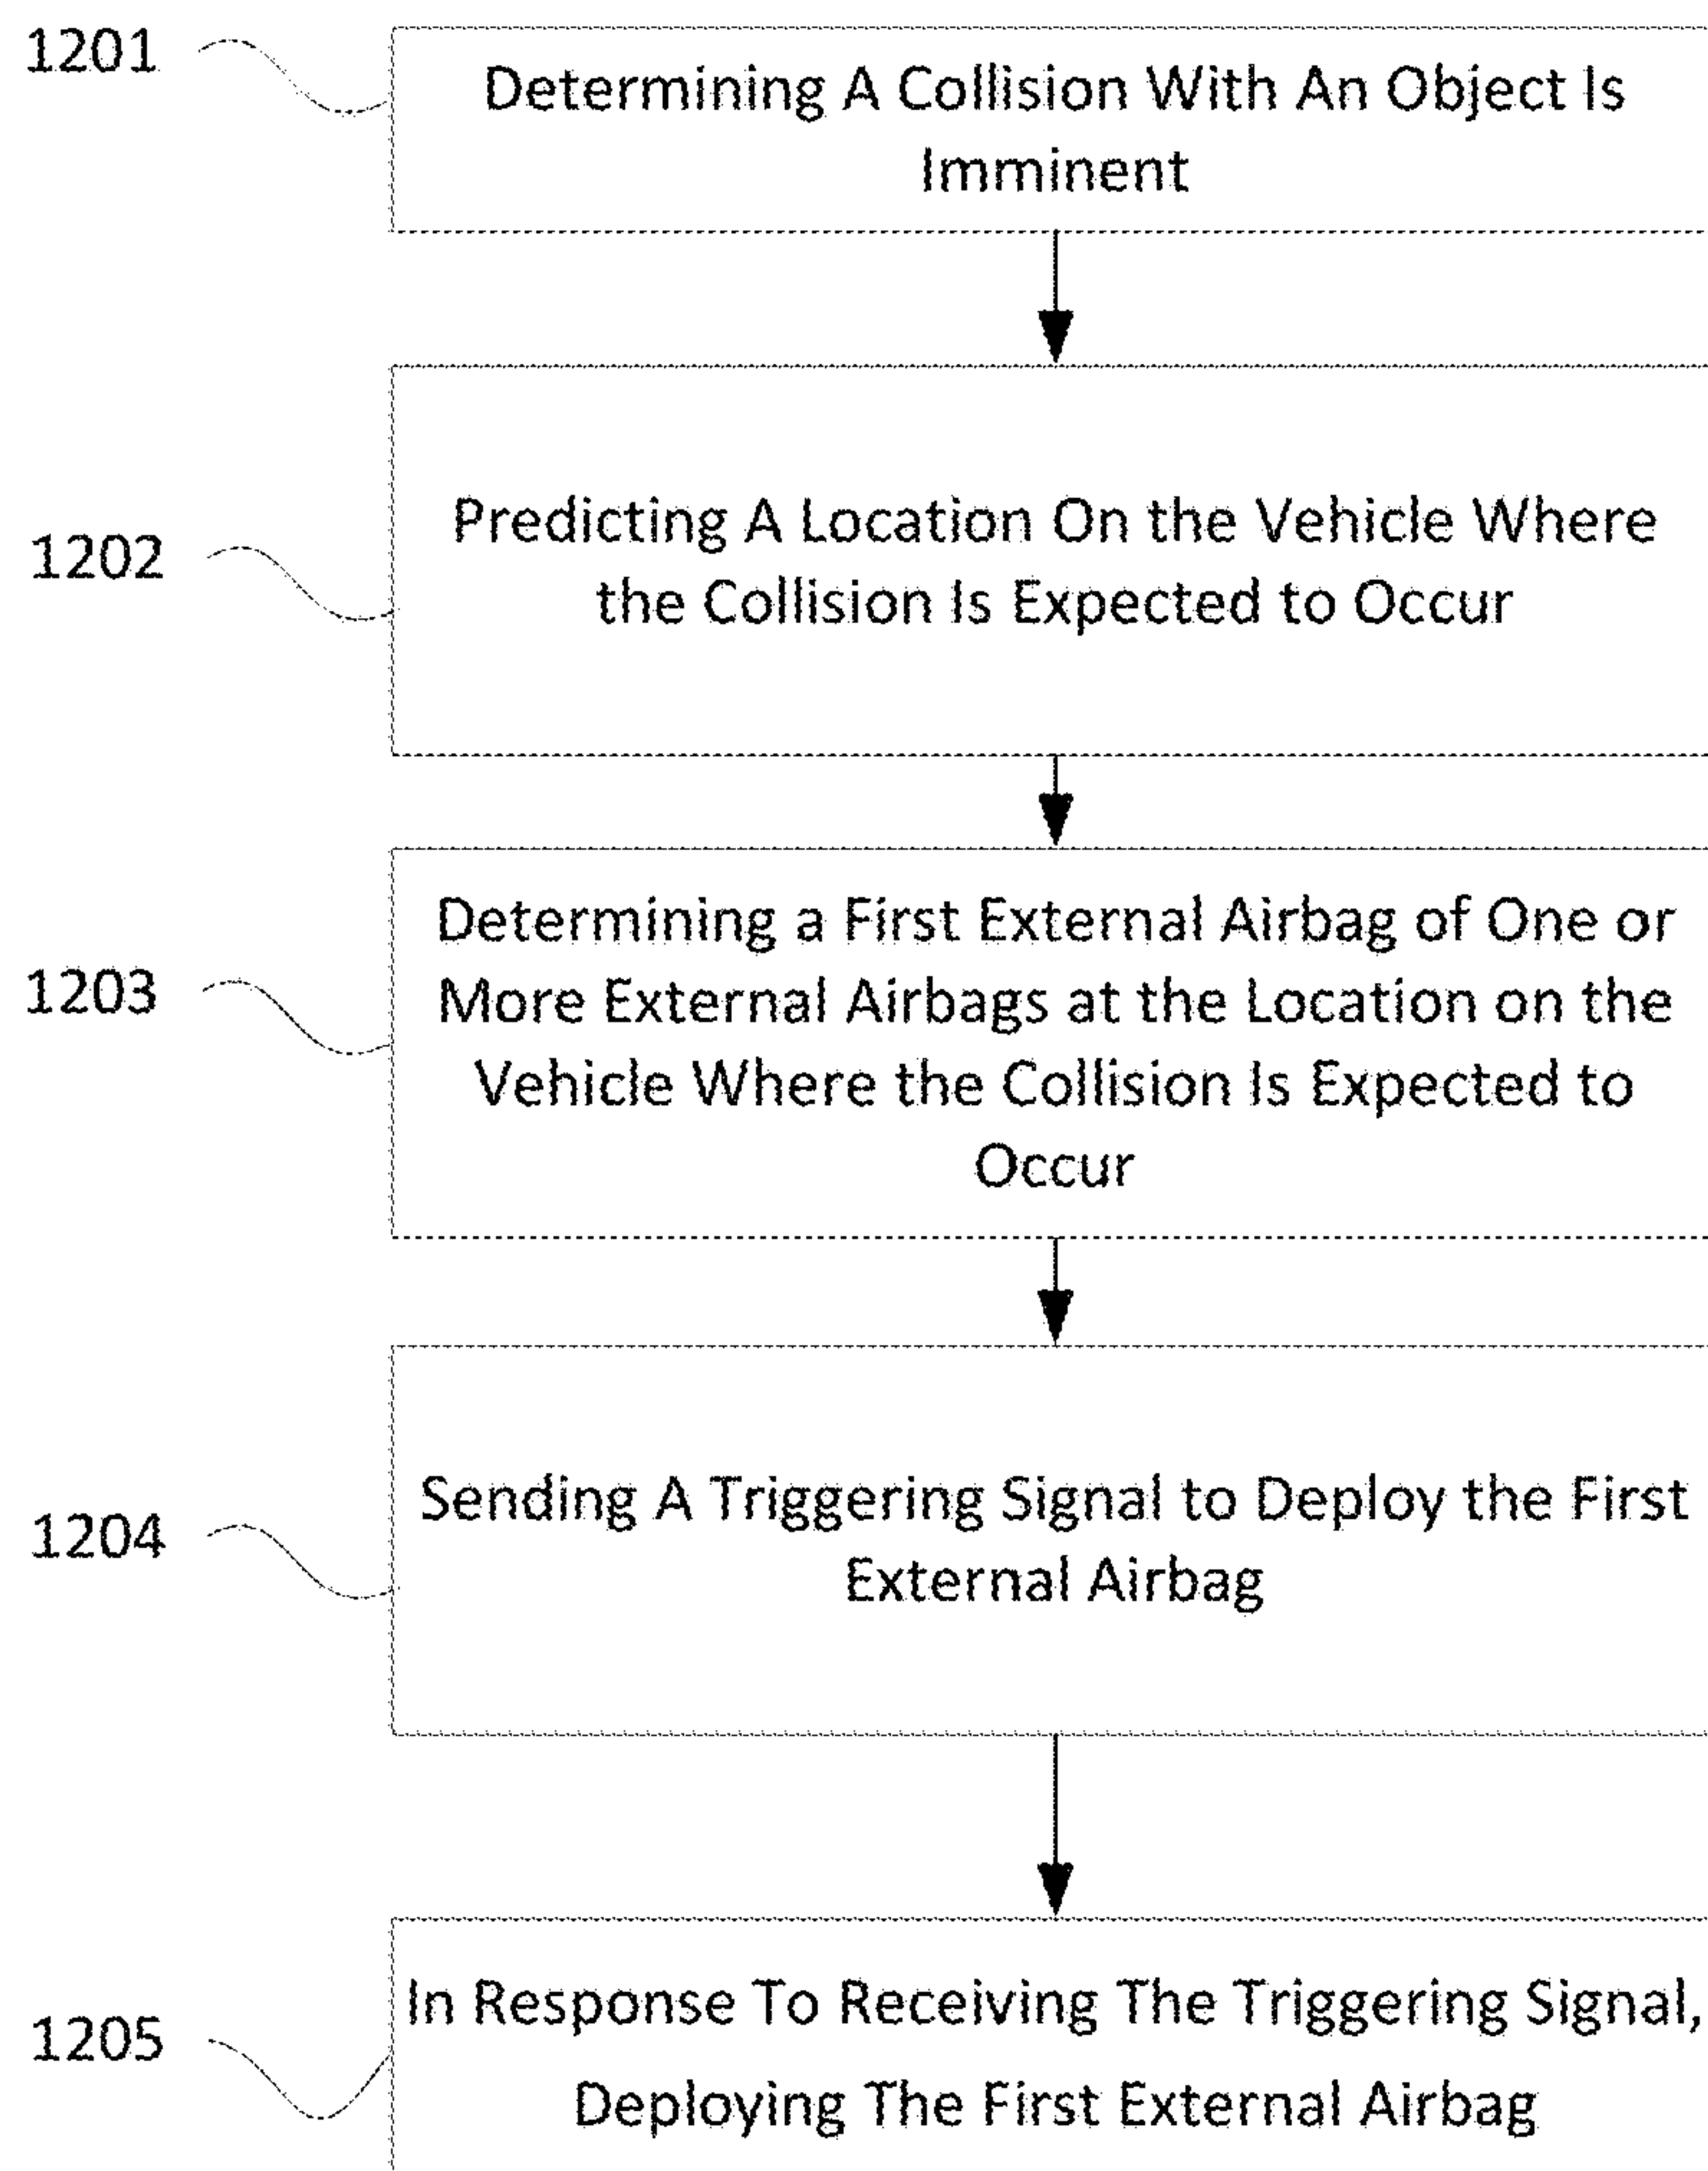 1201
Determining A Collision With An Object Is
Imminent
1202
Predicting A Location On the Vehicle Where
the Collision Is Expected to Occur
1203
Determining a First External Airbag of One or
More External Airbags at the Location on the
Vehicle Where the Collision Is Expected to
Occur
1204
Sending A Triggering Signal to Deploy the First
External Airbag
1205
In Response To Receiving The Triggering Signal,
Deploying The First External Airbag